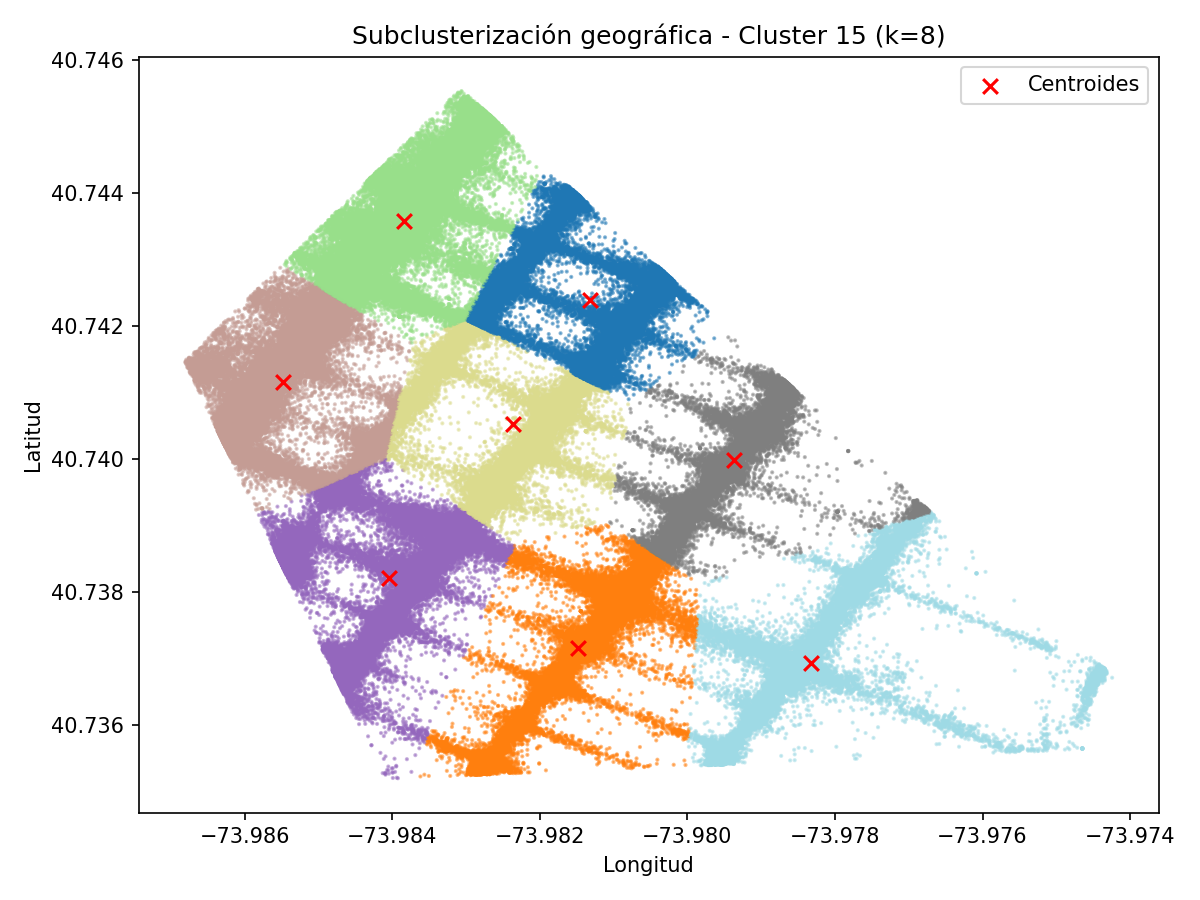 Subclusterización geográfica - Cluster 15 (k=8)
Centroides
40.746
40.744
40.742
40.740
40.738
40.736
Latitud
−73.986 −73.984 −73.982 −73.980 −73.978 −73.976 −73.974
Longitud